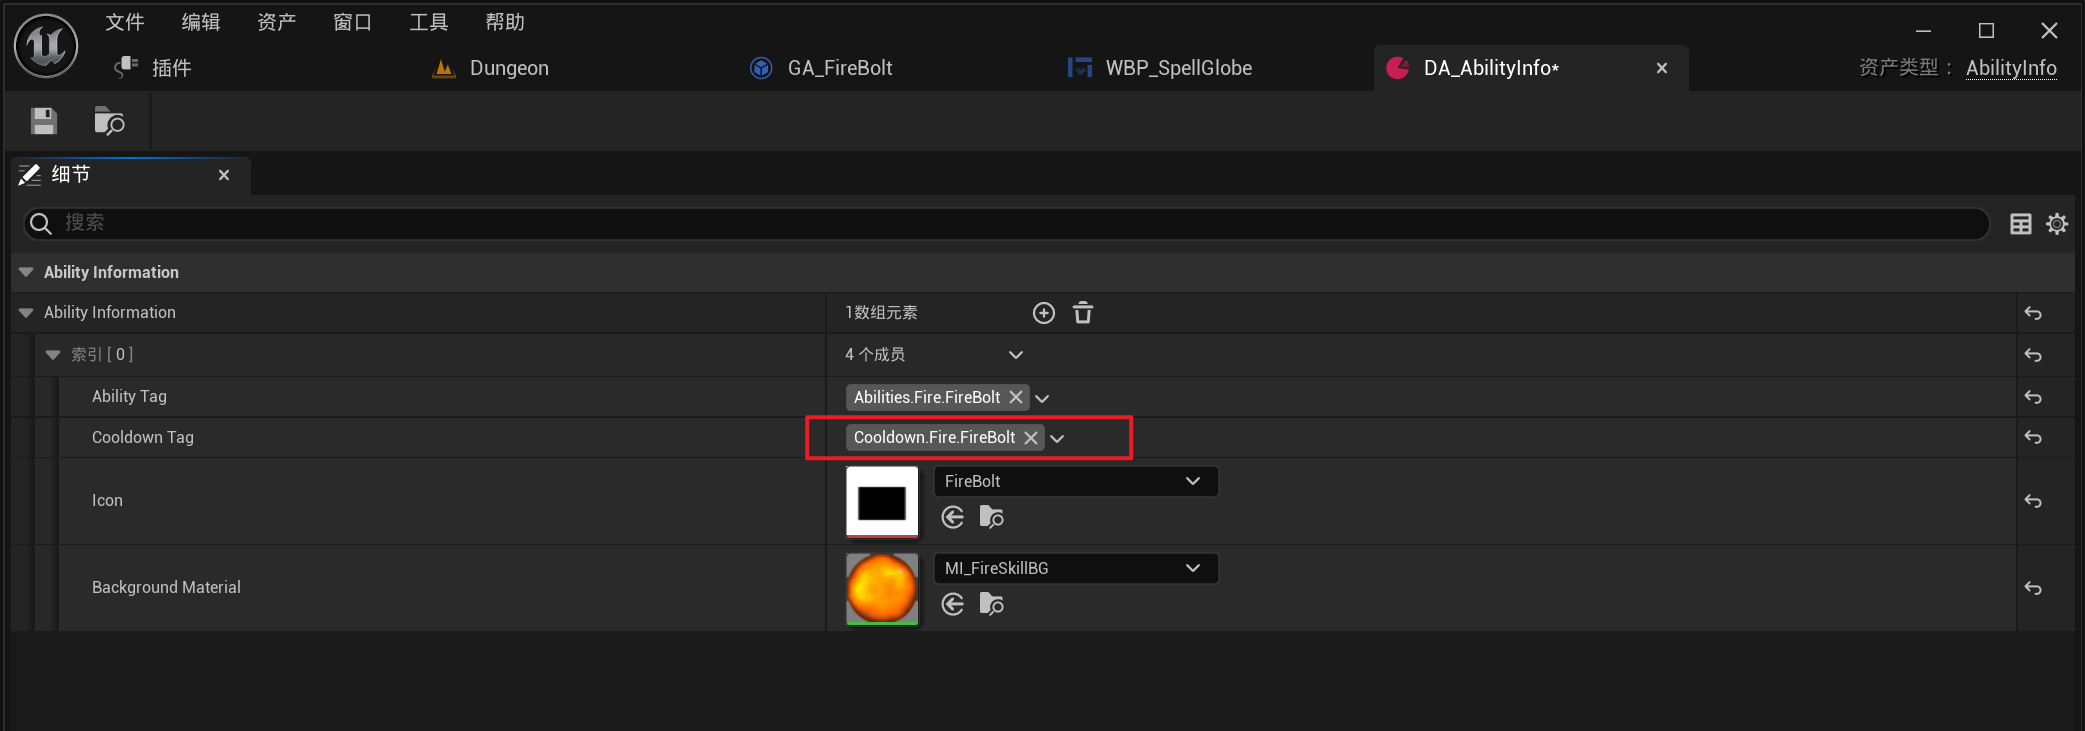 文件 编辑 资产 窗口 工具 帮助
插件 Dungeon GA_FireBolt WBP_SpellGlobe DA_AbilityInfo* 资产类型： AbilityInfo
细节
搜索
Ability Information
Ability Information 1数组元素
索引 [ 0 ] 4 个成员
Ability Tag Abilities.Fire.FireBolt
Cooldown Tag Cooldown.Fire.FireBolt
Icon FireBolt
Background Material MI_FireSkillBG